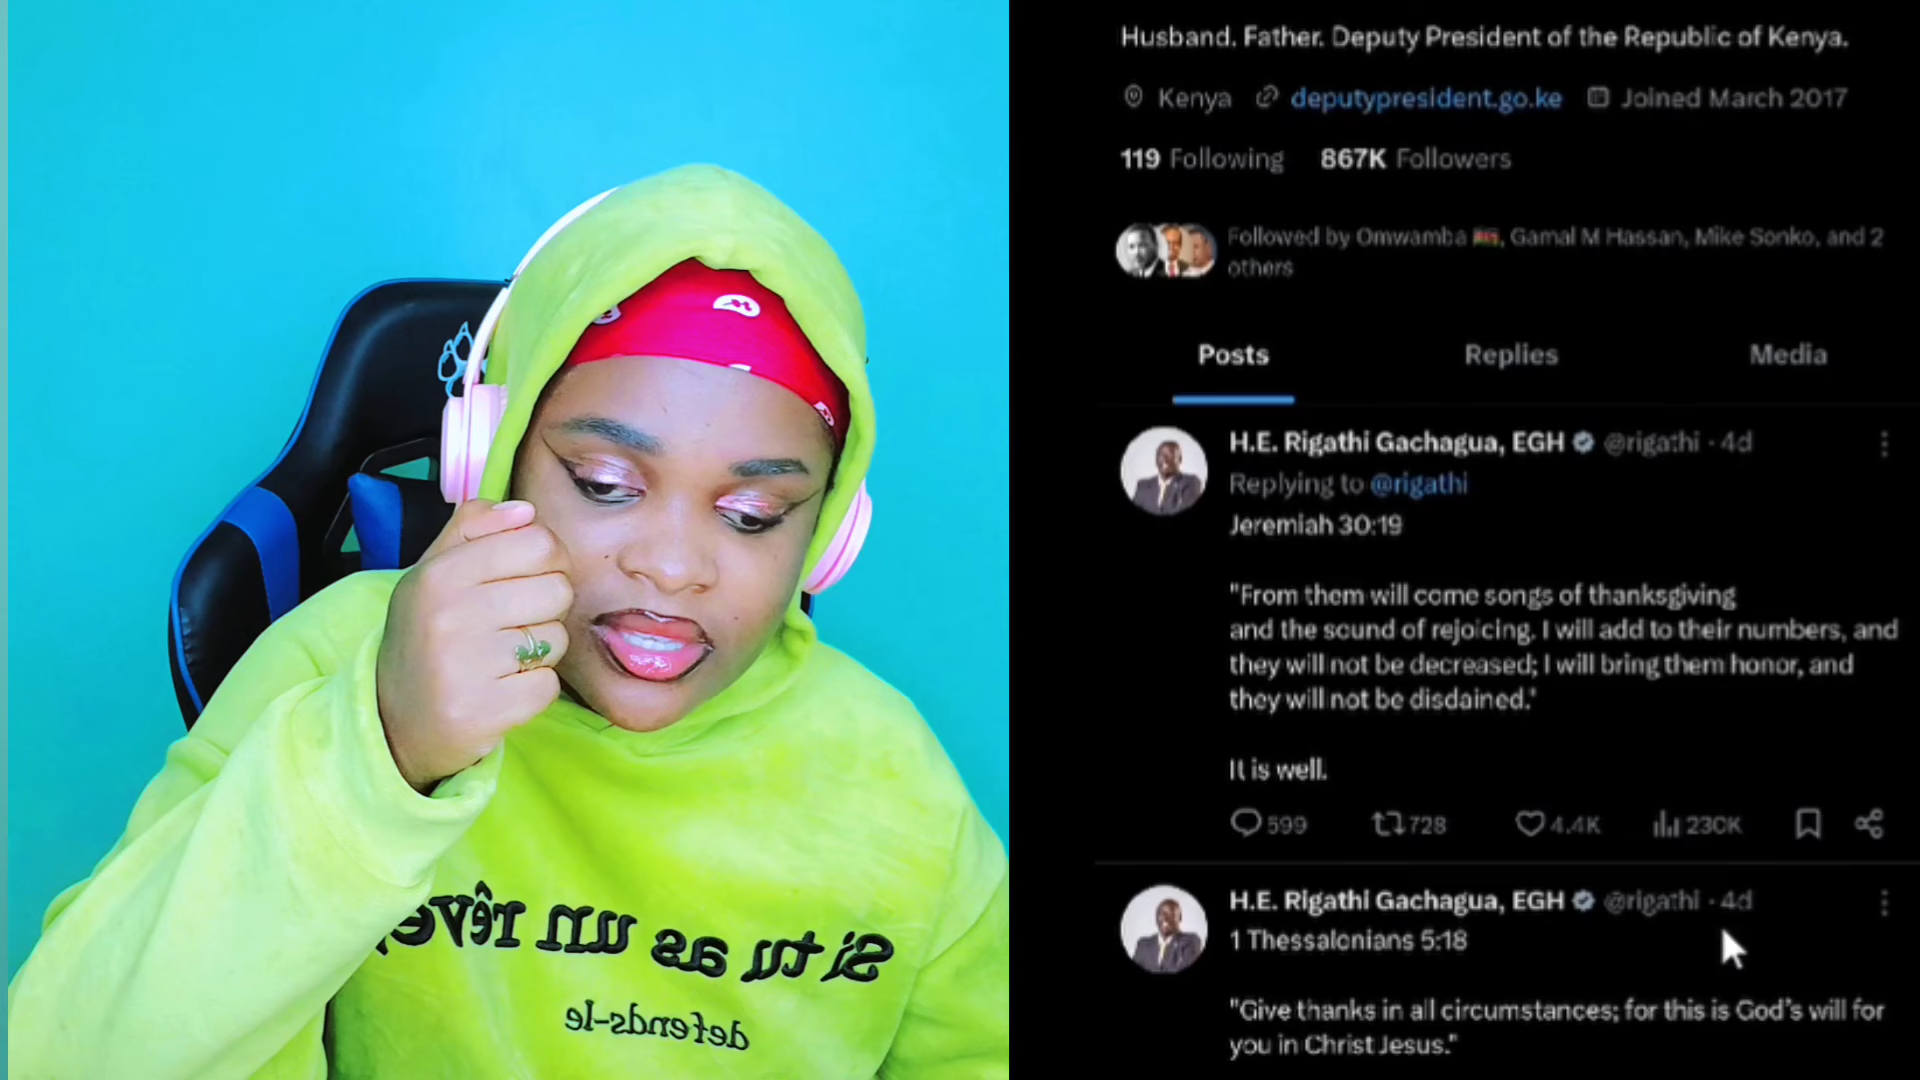 Si tu as un rêve,
defends-le
Husband. Father. Deputy President of the Republic of Kenya.
Kenya deputypresident.go.ke Joined March 2017
119 Following 867K Followers
Followed by Omwamba 🇰🇪, Gamal M Hassan, Mike Sonko, and 2
others
Posts Replies Media
H.E. Rigathi Gachagua, EGH @rigathi · 4d
Replying to @rigathi
Jeremiah 30:19
"From them will come songs of thanksgiving
and the sound of rejoicing. I will add to their numbers, and
they will not be decreased; I will bring them honor, and
they will not be disdained."
It is well.
599 728 4.4K 230K
H.E. Rigathi Gachagua, EGH @rigathi · 4d
1 Thessalonians 5:18
"Give thanks in all circumstances; for this is God's will for
you in Christ Jesus."